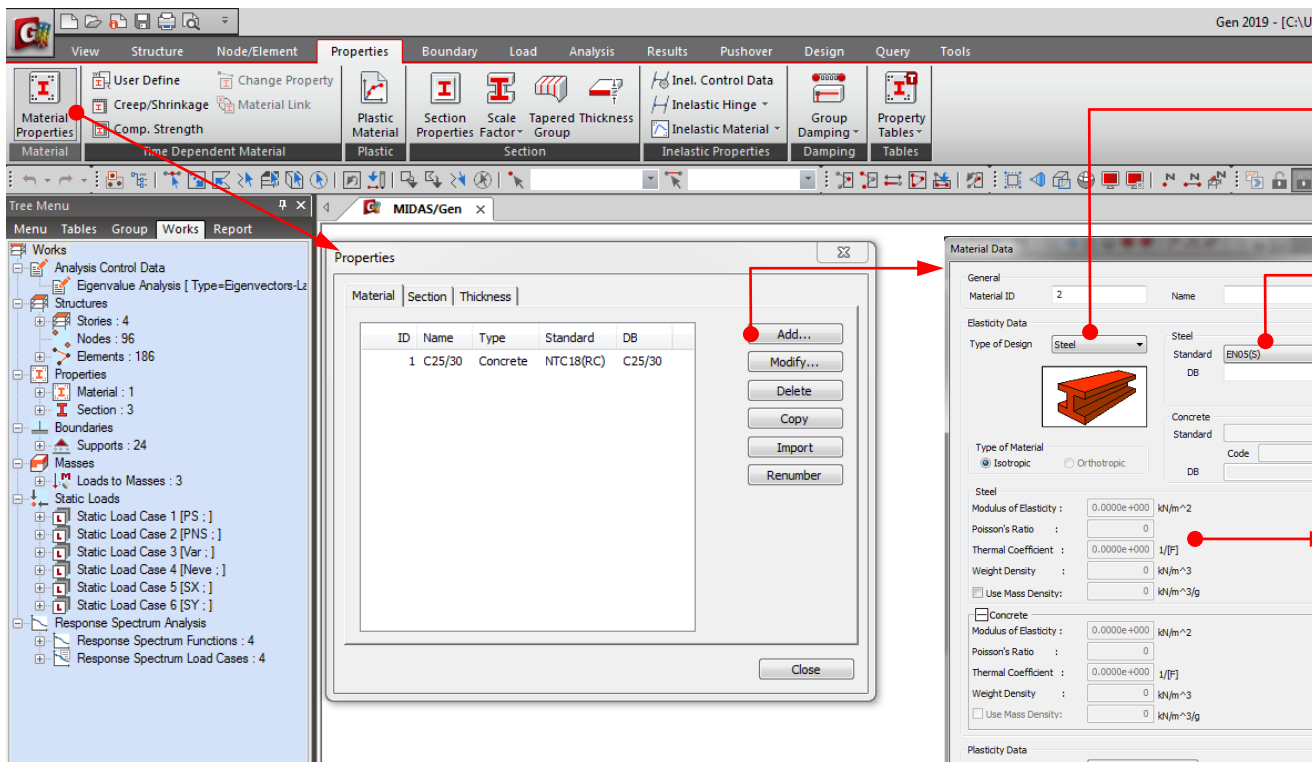 Gen 2019 - [C:\U
View Structure Node/Element Properties Boundary Load Analysis Results Pushover Design Query Tools
Material Properties
User Define
Creep/Shrinkage
Comp. Strength
Change Property
Material Link
Plastic Material
Section Properties
Scale Factor
Tapered Group
Thickness
Inel. Control Data
Inelastic Hinge
Inelastic Material
Group Damping
Property Tables
Material Time Dependent Material Plastic Section Inelastic Properties Damping Tables
Tree Menu
Menu Tables Group Works Report
MIDAS/Gen
Works
Analysis Control Data
Eigenvalue Analysis [ Type=Eigenvectors-La
Structures
Stories : 4
Nodes : 96
Elements : 186
Properties
Material : 1
Section : 3
Boundaries
Supports : 24
Masses
Loads to Masses : 3
Static Loads
Static Load Case 1 [PS ; ]
Static Load Case 2 [PNS ; ]
Static Load Case 3 [Var ; ]
Static Load Case 4 [Neve ; ]
Static Load Case 5 [SX ; ]
Static Load Case 6 [SY ; ]
Response Spectrum Analysis
Response Spectrum Functions : 4
Response Spectrum Load Cases : 4
Properties
Material Section Thickness
ID Name Type Standard DB
1 C25/30 Concrete NTC18(RC) C25/30
Add...
Modify...
Delete
Copy
Import
Renumber
Close
Material Data
General
Material ID 2 Name
Elasticity Data
Type of Design Steel
Steel
Standard EN05(S)
DB
Concrete
Standard
Code
DB
Type of Material
Isotropic Orthotropic
Steel
Modulus of Elasticity : 0.0000e+000 kN/m^2
Poisson's Ratio : 0
Thermal Coefficient : 0.0000e+000 1/[F]
Weight Density : 0 kN/m^3
Use Mass Density: 0 kN/m^3/g
Concrete
Modulus of Elasticity : 0.0000e+000 kN/m^2
Poisson's Ratio : 0
Thermal Coefficient : 0.0000e+000 1/[F]
Weight Density : 0 kN/m^3
Use Mass Density: 0 kN/m^3/g
Plasticity Data